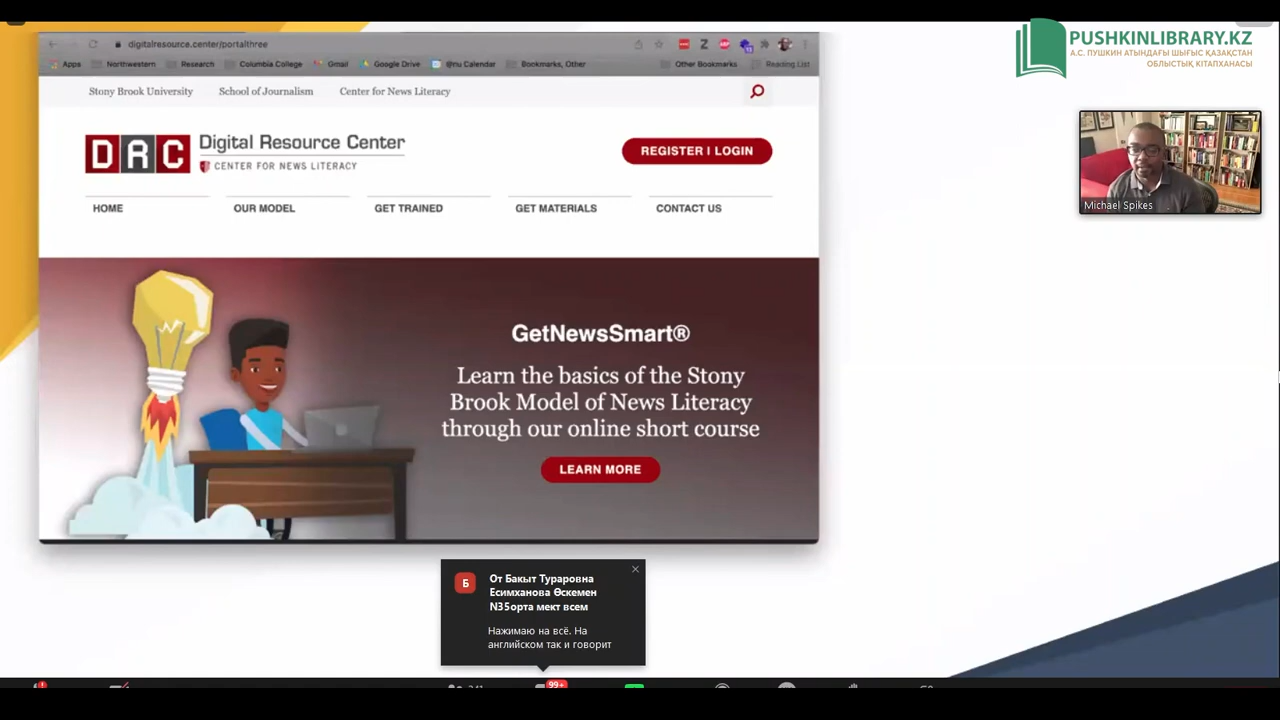 digitalresource.center/portalthree
Apps Northwestern Research Columbia College Gmail Google Drive @nu Calendar Bookmarks, Other Other Bookmarks Reading List
PUSHKINLIBRARY.KZ
А.С. ПУШКИН АТЫНДАҒЫ ШЫҒЫС ҚАЗАҚСТАН
ОБЛЫСТЫҚ КІТАПХАНАСЫ
Stony Brook University School of Journalism Center for News Literacy
DRC Digital Resource Center
CENTER FOR NEWS LITERACY
REGISTER | LOGIN
HOME OUR MODEL GET TRAINED GET MATERIALS CONTACT US
Michael Spikes
GetNewsSmart®
Learn the basics of the Stony
Brook Model of News Literacy
through our online short course
LEARN MORE
Б
От Бакыт Тураровна
Есимханова Өскемен
N35орта мект всем
Нажимаю на всё. На
английском так и говорит
99+